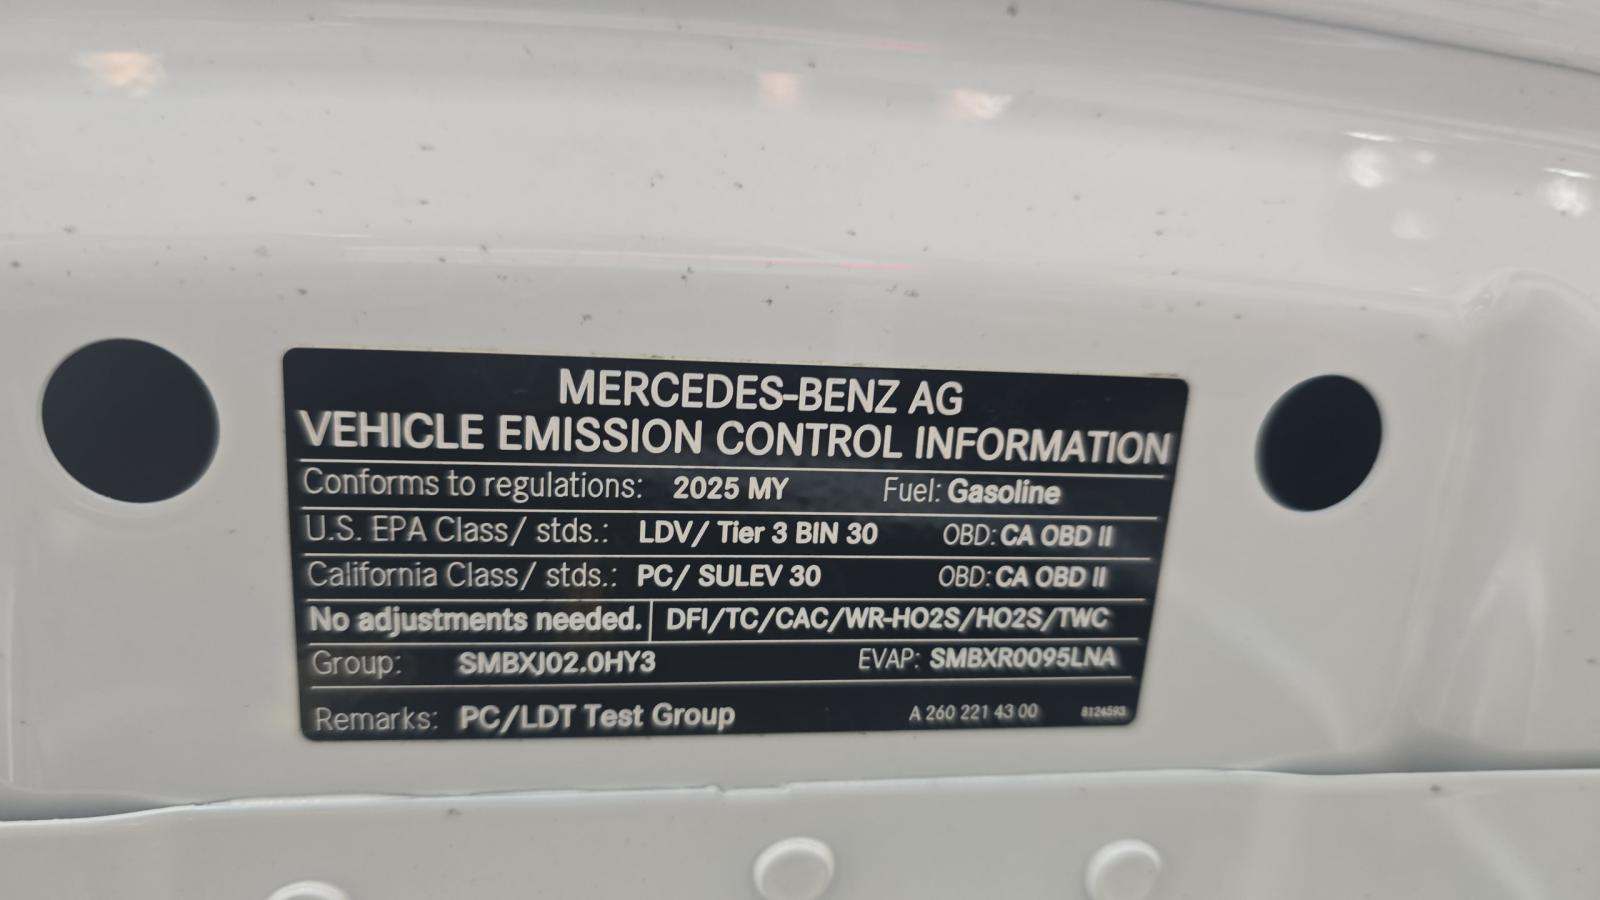 MERCEDES-BENZ AG
VEHICLE EMISSION CONTROL INFORMATION
Conforms to regulations: 2025 MY Fuel: Gasoline
U.S. EPA Class/ stds.: LDV/ Tier 3 BIN 30 OBD: CA OBD II
California Class/ stds.: PC/ SULEV 30 OBD: CA OBD II
No adjustments needed. DFI/TC/CAC/WR-HO2S/HO2S/TWC
Group: SMBXJ02.0HY3 EVAP: SMBXR0095LNA
Remarks: PC/LDT Test Group A 260 221 43 00